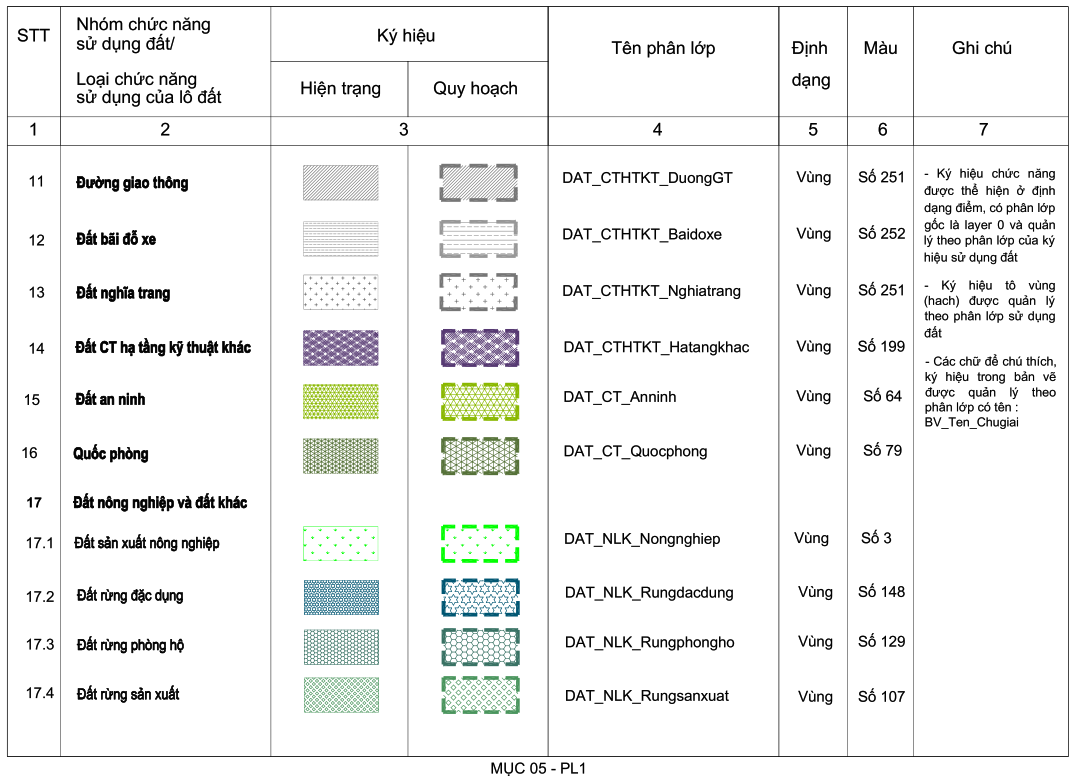 STT
Nhóm chức năng
sử dụng đất/
Loại chức năng
sử dụng của lô đất
Ký hiệu
Hiện trạng
Quy hoạch
Tên phân lớp
Định
dạng
Màu
Ghi chú
1 2 3 4 5 6 7
11 Đường giao thông DAT_CTHTKT_DuongGT Vùng Số 251
12 Đất bãi đỗ xe DAT_CTHTKT_Baidoxe Vùng Số 252
13 Đất nghĩa trang DAT_CTHTKT_Nghiatrang Vùng Số 251
14 Đất CT hạ tầng kỹ thuật khác DAT_CTHTKT_Hatangkhac Vùng Số 199
15 Đất an ninh DAT_CT_Anninh Vùng Số 64
16 Quốc phòng DAT_CT_Quocphong Vùng Số 79
17 Đất nông nghiệp và đất khác
17.1 Đất sản xuất nông nghiệp DAT_NLK_Nongnghiep Vùng Số 3
17.2 Đất rừng đặc dụng DAT_NLK_Rungdacdung Vùng Số 148
17.3 Đất rừng phòng hộ DAT_NLK_Rungphongho Vùng Số 129
17.4 Đất rừng sản xuất DAT_NLK_Rungsanxuat Vùng Số 107
- Ký hiệu chức năng
được thể hiện ở định
dạng điểm, có phân lớp
gốc là layer 0 và quản
lý theo phân lớp của ký
hiệu sử dụng đất
- Ký hiệu tô vùng
(hach) được quản lý
theo phân lớp sử dụng
đất
- Các chữ để chú thích,
ký hiệu trong bản vẽ
được quản lý theo
phân lớp có tên :
BV_Ten_Chugiai
MỤC 05 - PL1